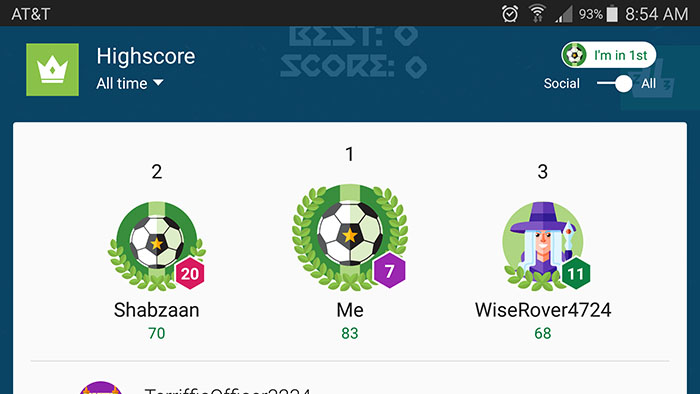 AT&T 93% 8:54 AM
BEST: 0
SCORE: 0
Highscore
All time
I'm in 1st
Social All
2 1 3
20 7 11
Shabzaan Me WiseRover4724
70 83 68